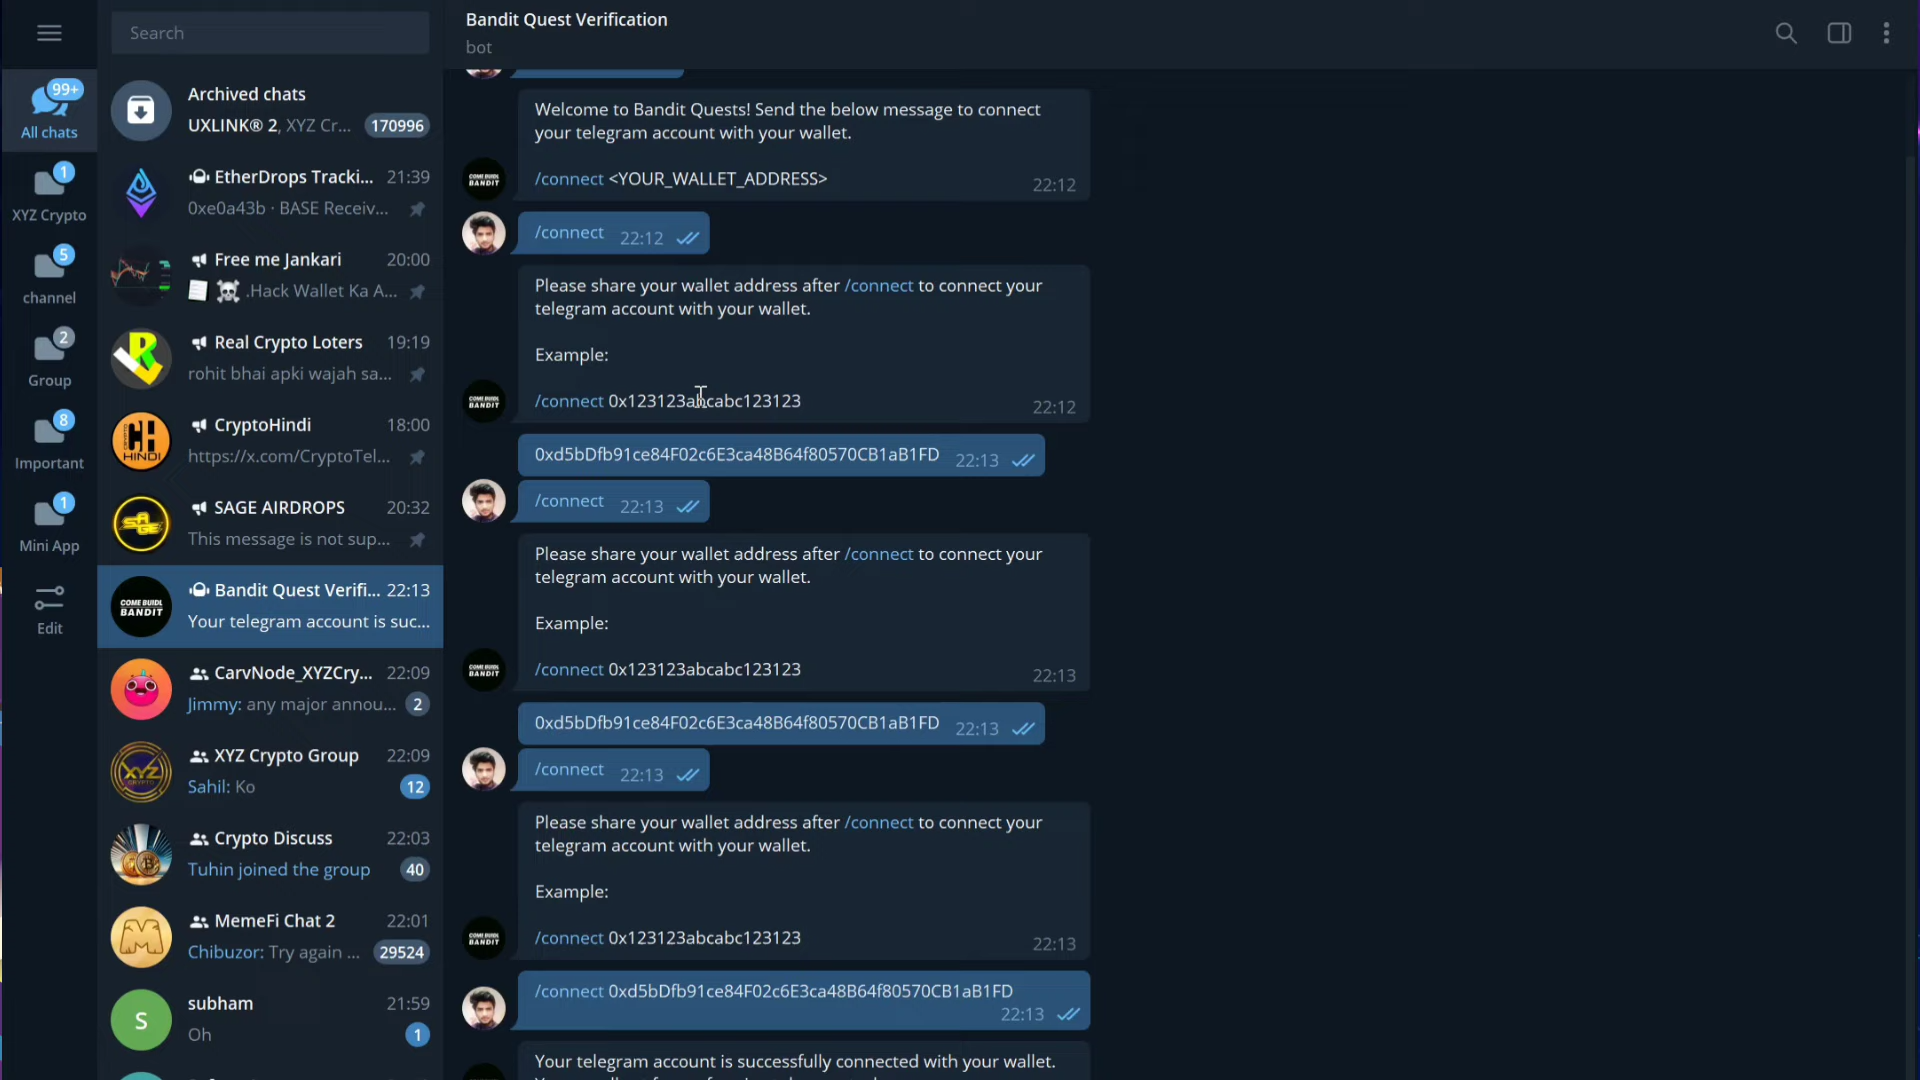 Search
99+
All chats
1
XYZ Crypto
5
channel
2
Group
8
Important
1
Mini App
Edit
Archived chats
UXLINK® 2, XYZ Cr... 170996
EtherDrops Tracki... 21:39
0xe0a43b · BASE Receiv...
Free me Jankari 20:00
.Hack Wallet Ka A...
Real Crypto Loters 19:19
rohit bhai apki wajah sa...
CryptoHindi 18:00
https://x.com/CryptoTel...
SAGE AIRDROPS 20:32
This message is not sup...
Bandit Quest Verifi... 22:13
Your telegram account is suc...
CarvNode_XYZCry... 22:09
Jimmy: any major annou... 2
XYZ Crypto Group 22:09
Sahil: Ko 12
Crypto Discuss 22:03
Tuhin joined the group 40
MemeFi Chat 2 22:01
Chibuzor: Try again ... 29524
subham 21:59
S
Oh 1
HINDI
SAGE
COME BUIDL
BANDIT
XYZ
Bandit Quest Verification
bot
Welcome to Bandit Quests! Send the below message to connect
your telegram account with your wallet.
/connect <YOUR_WALLET_ADDRESS> 22:12
/connect 22:12
Please share your wallet address after /connect to connect your
telegram account with your wallet.
Example:
/connect 0x123123abcabc123123 22:12
0xd5bDfb91ce84F02c6E3ca48B64f80570CB1aB1FD 22:13
/connect 22:13
Please share your wallet address after /connect to connect your
telegram account with your wallet.
Example:
/connect 0x123123abcabc123123 22:13
0xd5bDfb91ce84F02c6E3ca48B64f80570CB1aB1FD 22:13
/connect 22:13
Please share your wallet address after /connect to connect your
telegram account with your wallet.
Example:
/connect 0x123123abcabc123123 22:13
/connect 0xd5bDfb91ce84F02c6E3ca48B64f80570CB1aB1FD
22:13
Your telegram account is successfully connected with your wallet.